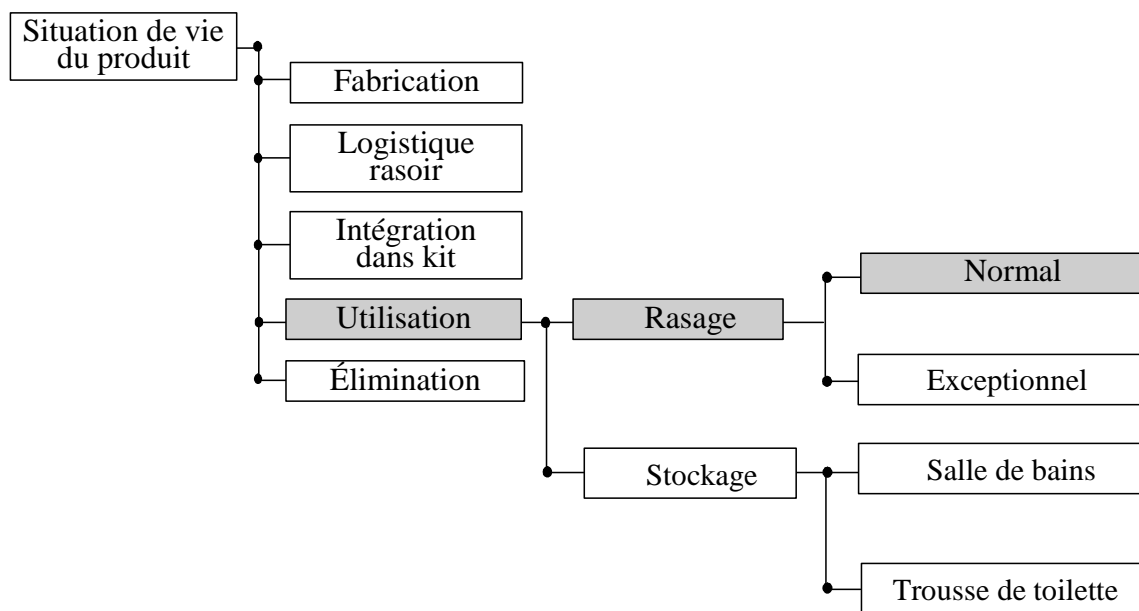 Situation de vie
du produit
Fabrication
Logistique
rasoir
Intégration
dans kit
Utilisation
Élimination
Rasage
Stockage
Normal
Exceptionnel
Salle de bains
Trousse de toilette